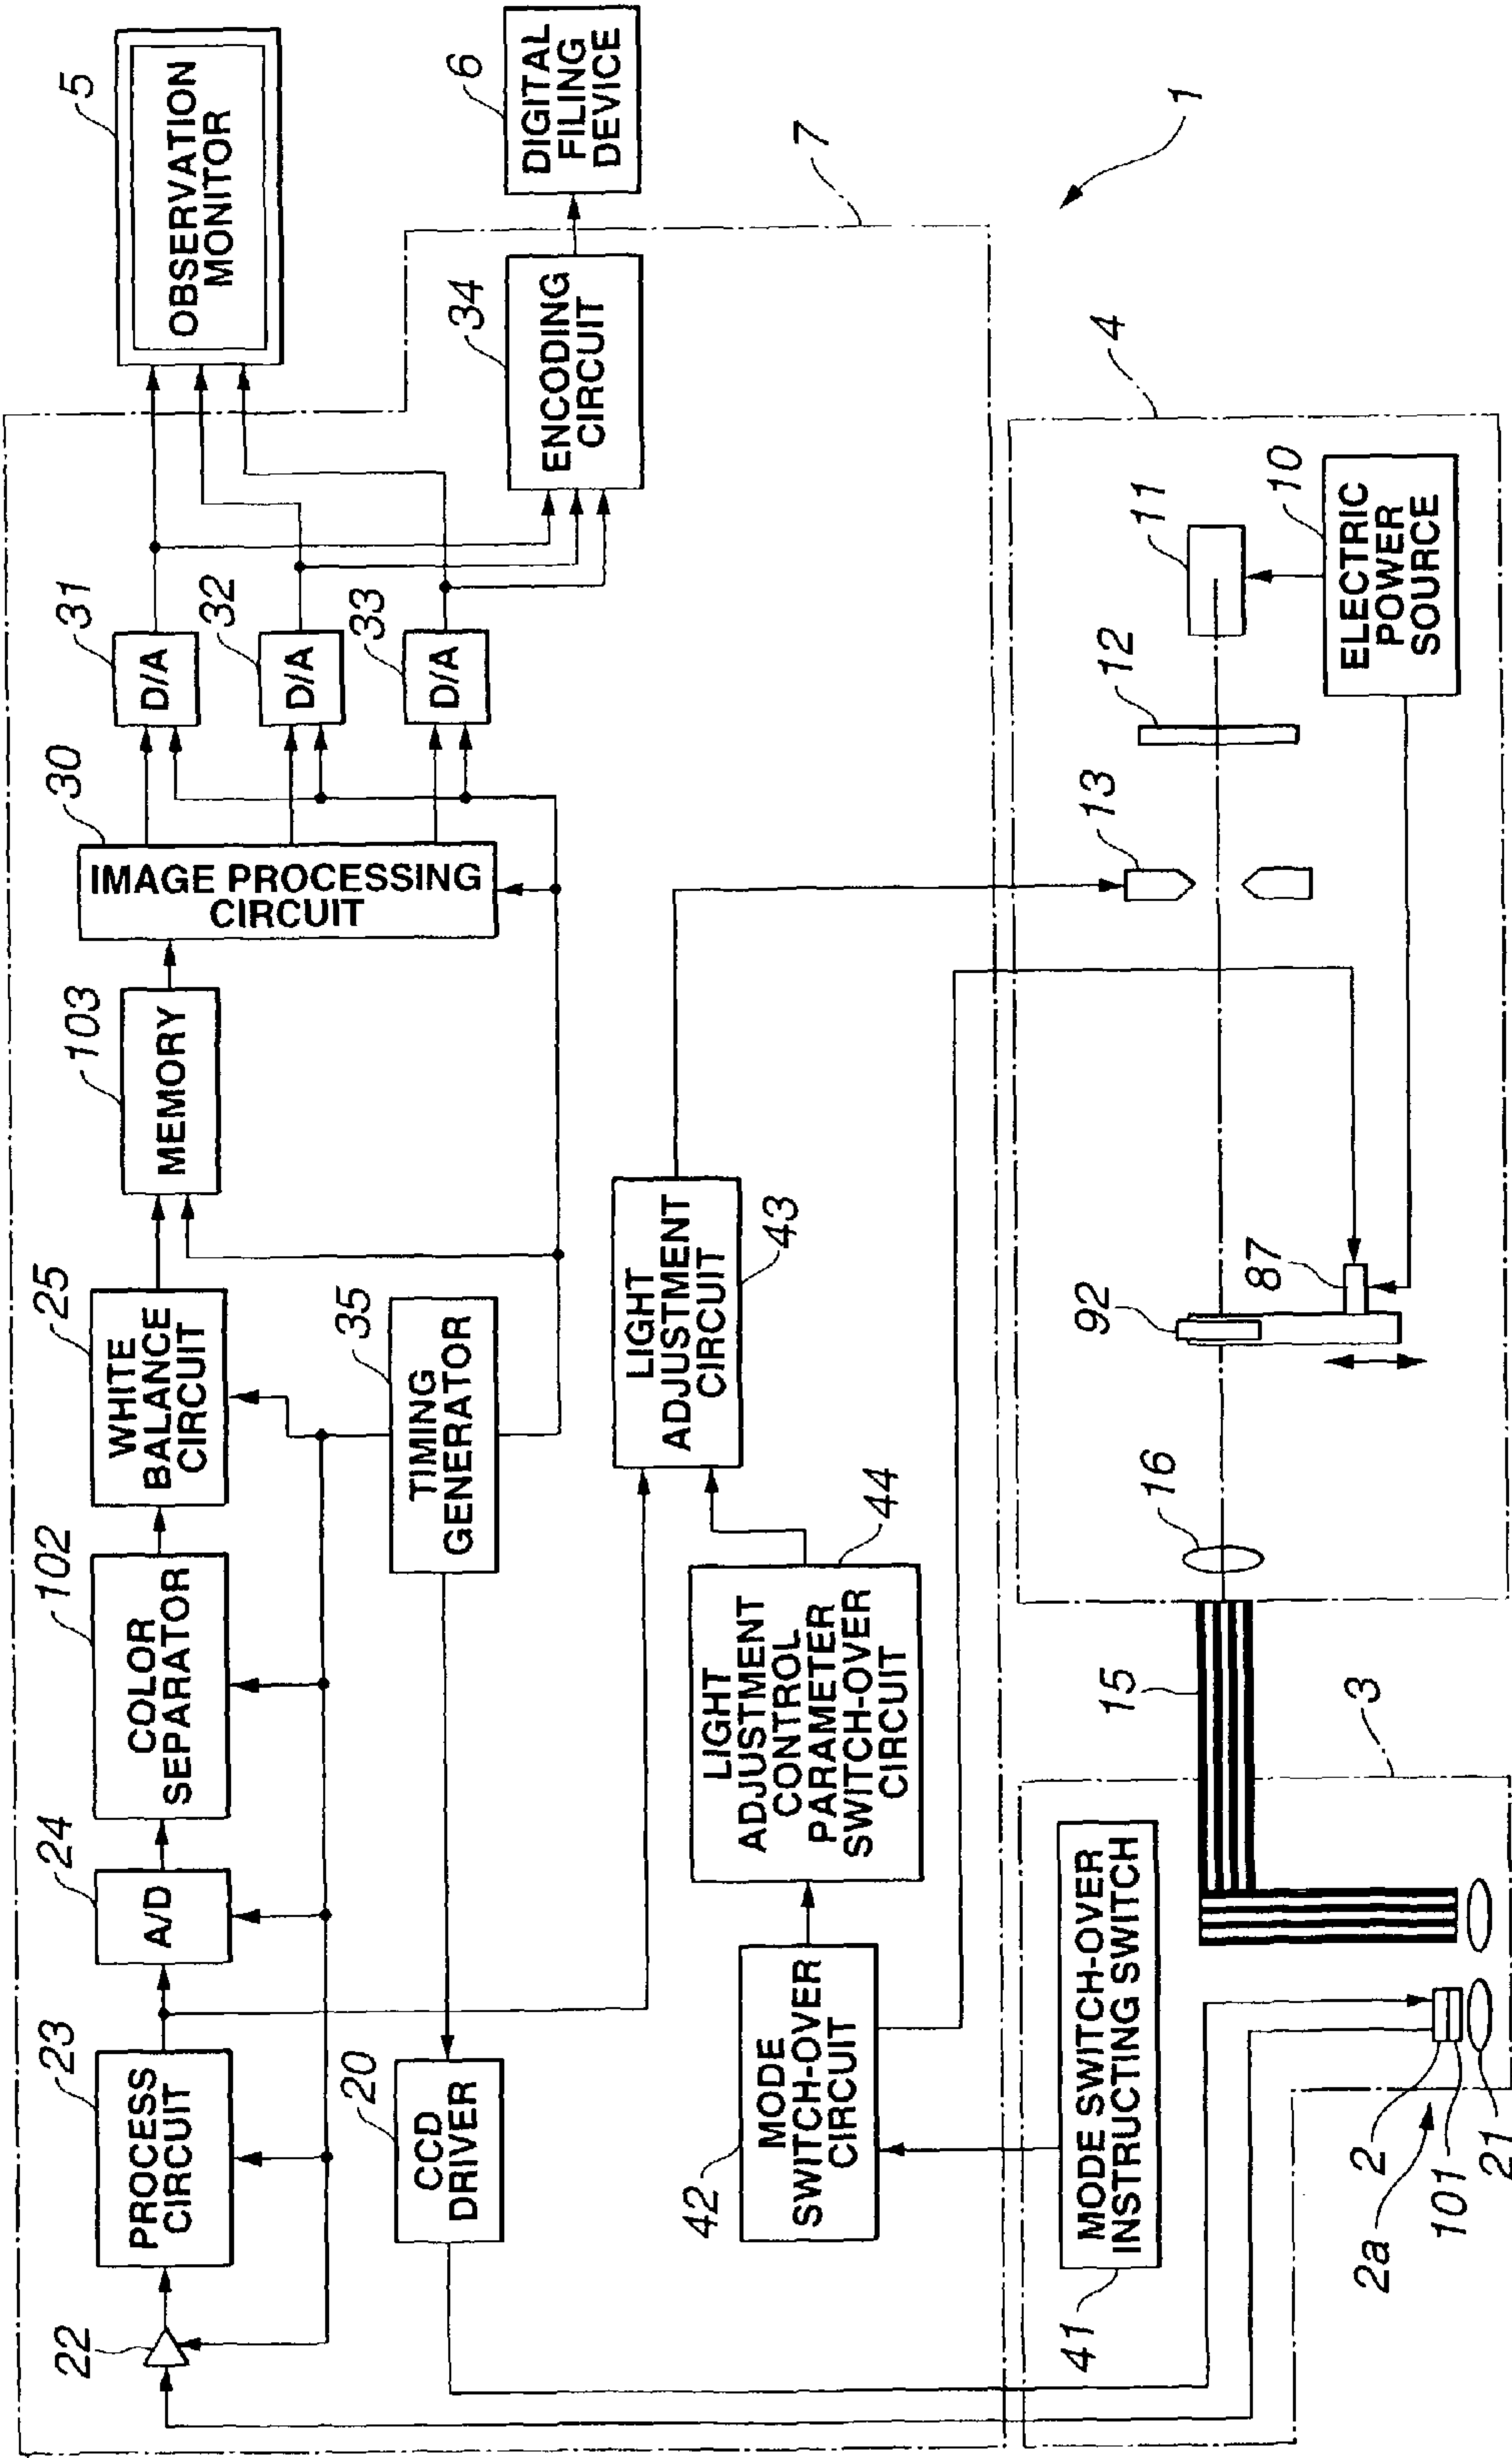 5
OBSERVATION
MONITOR
6
DIGITAL
FILING
DEVICE
7
1
34
ENCODING
CIRCUIT
31
D/A
32
D/A
33
D/A
30
IMAGE PROCESSING
CIRCUIT
103
MEMORY
25
WHITE
BALANCE
CIRCUIT
102
COLOR
SEPARATOR
24
A/D
23
PROCESS
CIRCUIT
22
35
TIMING
GENERATOR
20
CCD
DRIVER
LIGHT
ADJUSTMENT
CIRCUIT
43
LIGHT
ADJUSTMENT
CONTROL
PARAMETER
SWITCH-OVER
CIRCUIT
44
42
MODE
SWITCH-OVER
CIRCUIT
41
MODE SWITCH-OVER
INSTRUCTING SWITCH
4
11
10
ELECTRIC
POWER
SOURCE
12
13
92
87
16
15
3
2
2a
101
21